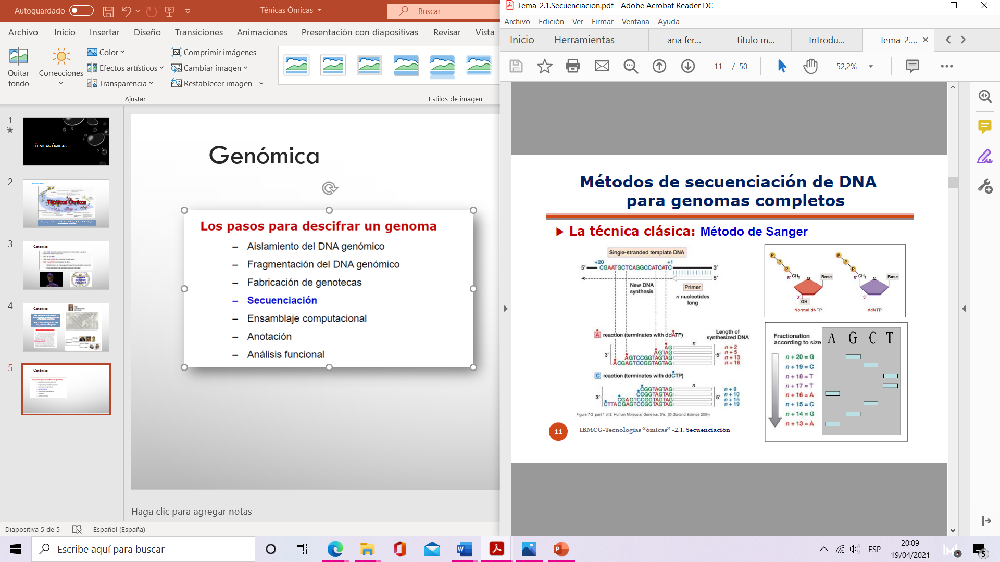 Autoguardado
Ténicas Ómicas
Buscar
Archivo
Inicio
Insertar
Diseño
Transiciones
Animaciones
Presentación con diapositivas
Revisar
Vista
Quitar fondo
Correcciones
Color
Efectos artísticos
Transparencia
Comprimir imágenes
Cambiar imagen
Restablecer imagen
Ajustar
Estilos de imagen
1
TÉCNICAS ÓMICAS
2
Técnicas Ómicas
3
Genómica
4
5
Genómica
Genómica
Los pasos para descifrar un genoma
– Aislamiento del DNA genómico
– Fragmentación del DNA genómico
– Fabricación de genotecas
– Secuenciación
– Ensamblaje computacional
– Anotación
– Análisis funcional
Haga clic para agregar notas
Diapositiva 5 de 5
Español (España)
Tema_2.1.Secuenciacion.pdf - Adobe Acrobat Reader DC
Archivo Edición Ver Firmar Ventana Ayuda
Inicio
Herramientas
ana fer...
titulo m...
Introdu...
Tema_2....
11 / 50
52,2%
Métodos de secuenciación de DNA
para genomas completos
La técnica clásica: Método de Sanger
Single-stranded template DNA
+20
+1
5′
CGAATGCTCAGGCCATCATC
3′
5′
New DNA
synthesis
Primer
n nucleotides
long
A reaction (terminates with ddATP)
Length of
synthesized DNA
n
AG
n + 2
AGTAG
n + 5
3′
AGTCCGGTAGTAG
5′
n + 13
ACGAGTCCGGTAGTAG
n + 16
C reaction (terminates with ddCTP)
n
CGGTAGTAG
n + 9
CCGGTAGTAG
n + 10
3′
CGAGTCCGGTAGTAG
5′
n + 15
CTTACGAGTCCGGTAGTAG
n + 19
Figure 7-2 part 1 of 2 Human Molecular Genetics, 3/e. (© Garland Science 2004)
P
P
P
5′
CH2
O
Base
3′
OH
Normal dNTP
P
P
P
5′
CH2
O
Base
3′
ddNTP
Fractionation
according to size
A G C T
n + 20 = G
n + 19 = C
n + 18 = T
n + 17 = T
n + 16 = A
n + 15 = C
n + 14 = G
n + 13 = A
11
IBMCG-Tecnologías “ómicas” -2.1. Secuenciación
Escribe aquí para buscar
ESP
20:09
19/04/2021
3
5